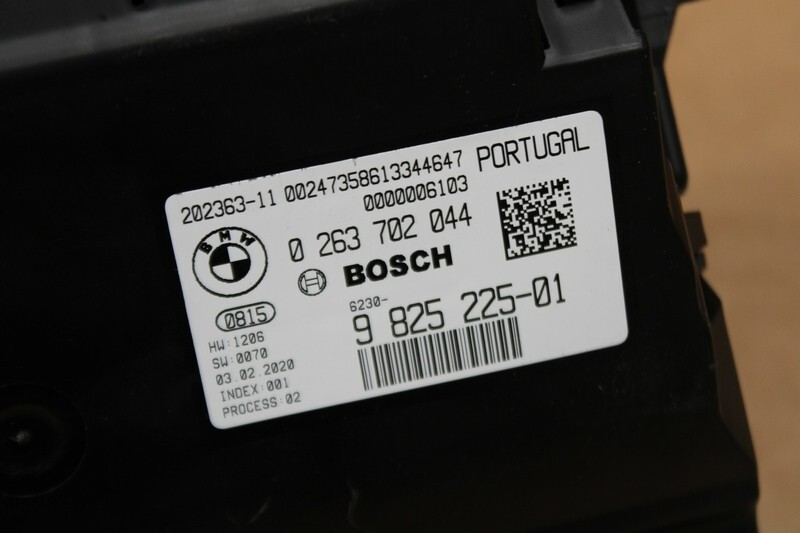 202363-11 00247358613344647 PORTUGAL
0000006103
BMW
0 263 702 044
BOSCH
0815
6230-
9 825 225-01
HW:1206
SW:0070
03.02.2020
INDEX:001
PROCESS:02